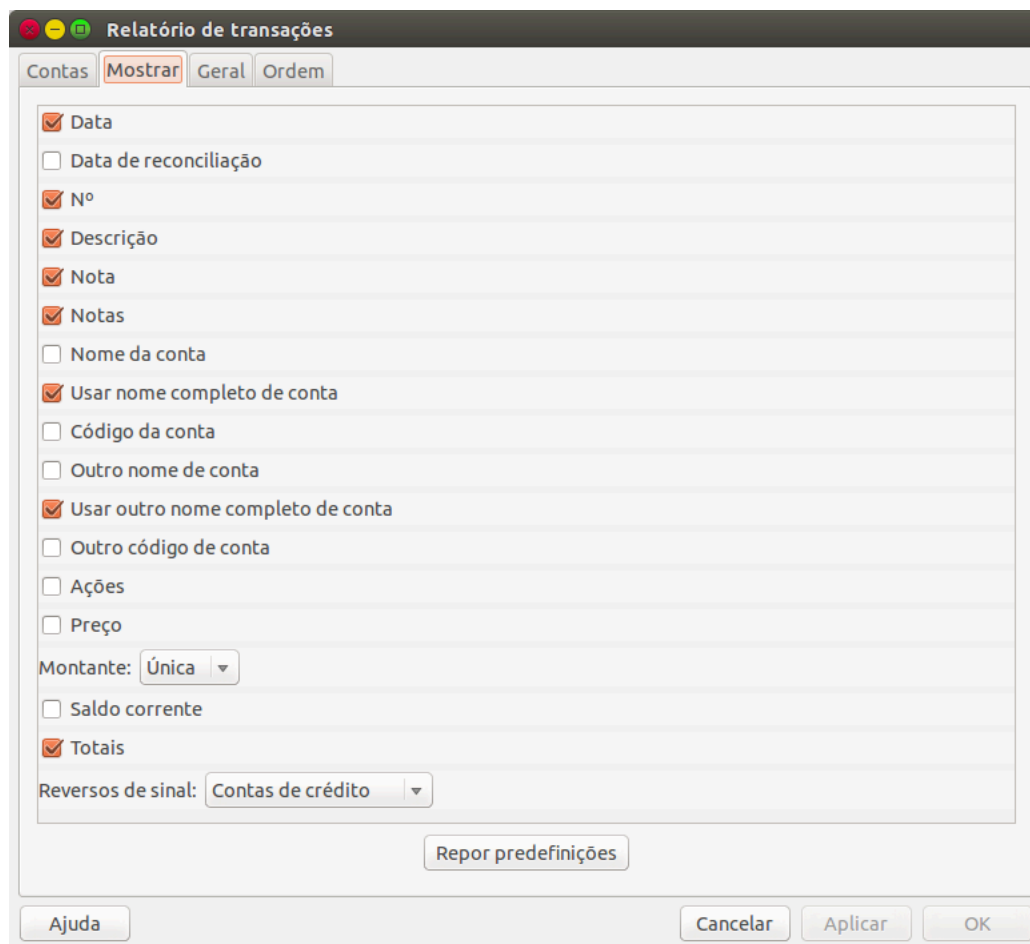 Relatório de transações
Contas Mostrar Geral Ordem
Data
Data de reconciliação
Nº
Descrição
Nota
Notas
Nome da conta
Usar nome completo de conta
Código da conta
Outro nome de conta
Usar outro nome completo de conta
Outro código de conta
Ações
Preço
Montante: Única
Saldo corrente
Totais
Reversos de sinal: Contas de crédito
Repor predefinições
Ajuda Cancelar Aplicar OK